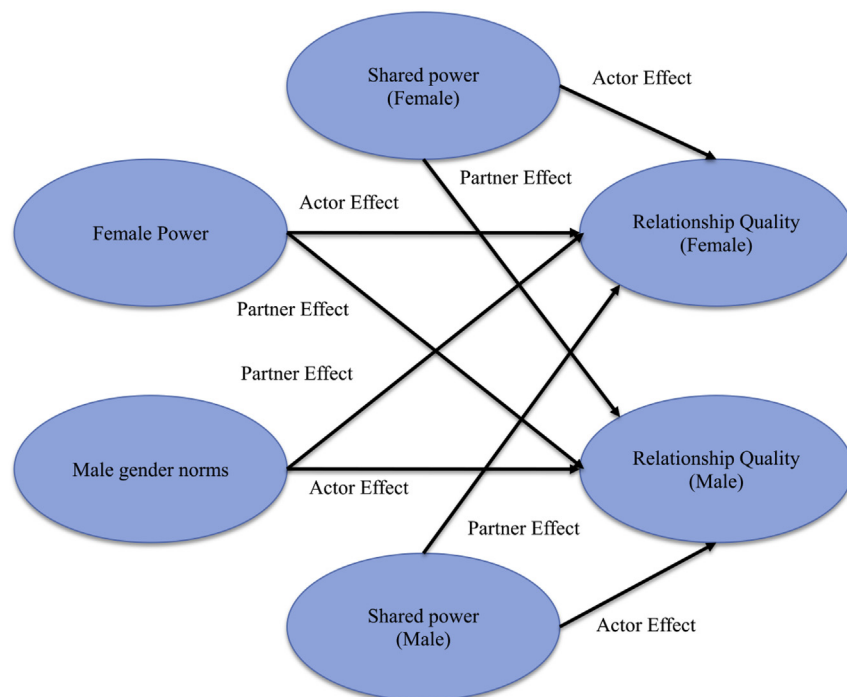 Shared power
(Female)
Actor Effect
Partner Effect
Actor Effect
Female Power
Relationship Quality
(Female)
Partner Effect
Partner Effect
Male gender norms
Actor Effect
Relationship Quality
(Male)
Partner Effect
Shared power
(Male)
Actor Effect